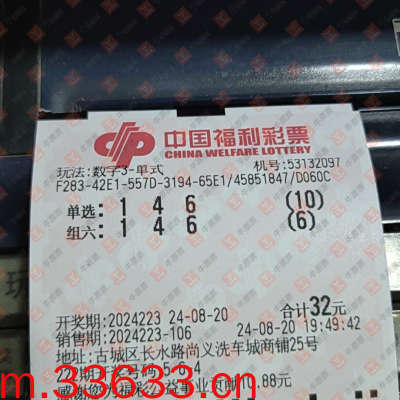 中国福利彩票
CHINA WELFARE LOTTERY
玩法:数字3-单式 机号:53132097
F283-42E1-557D-3194-65E1/45851847/D060C
单选: 1 4 6 (10)
组六: 1 4 6 (6)
开奖期:2024223 24-08-20 合计32元
销售期:2024223-106 24-08-20 19:49:42
地址:古城区长水路尚义洗车城商铺25号
m.33633.cn